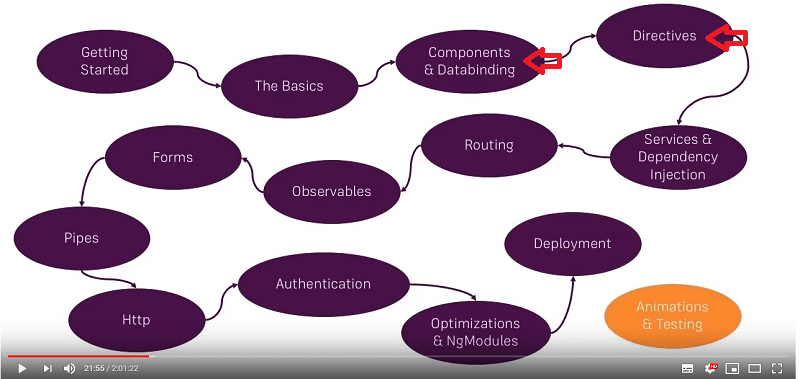 Getting
Started
The Basics
Components
& Databinding
Directives
Services &
Dependency
Injection
Routing
Observables
Forms
Pipes
Http
Authentication
Optimizations
& NgModules
Deployment
Animations
& Testing
21:55 / 2:01:22
HD